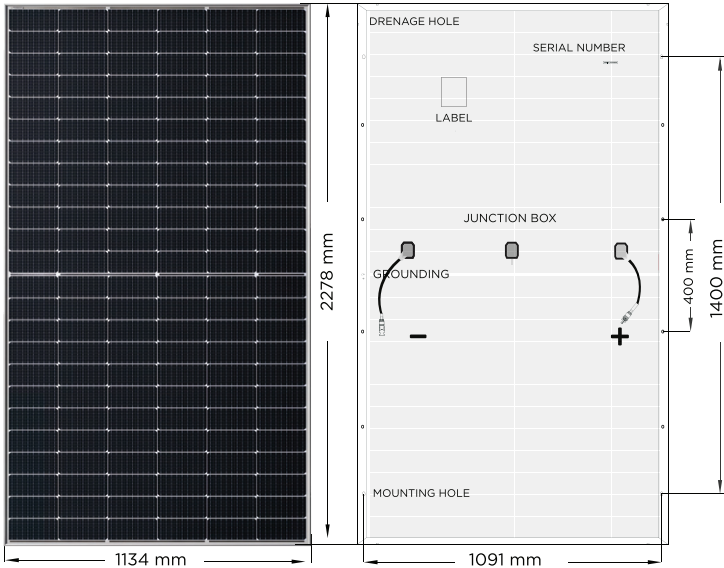 DRENAGE HOLE
SERIAL NUMBER
LABEL
JUNCTION BOX
GROUNDING
2278 mm
400 mm
1400 mm
MOUNTING HOLE
1134 mm
1091 mm